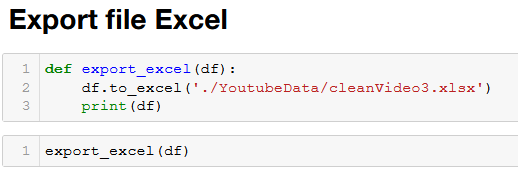 Export file Excel
1 def export_excel(df):
2     df.to_excel('./YoutubeData/cleanVideo3.xlsx')
3     print(df)
1 export_excel(df)